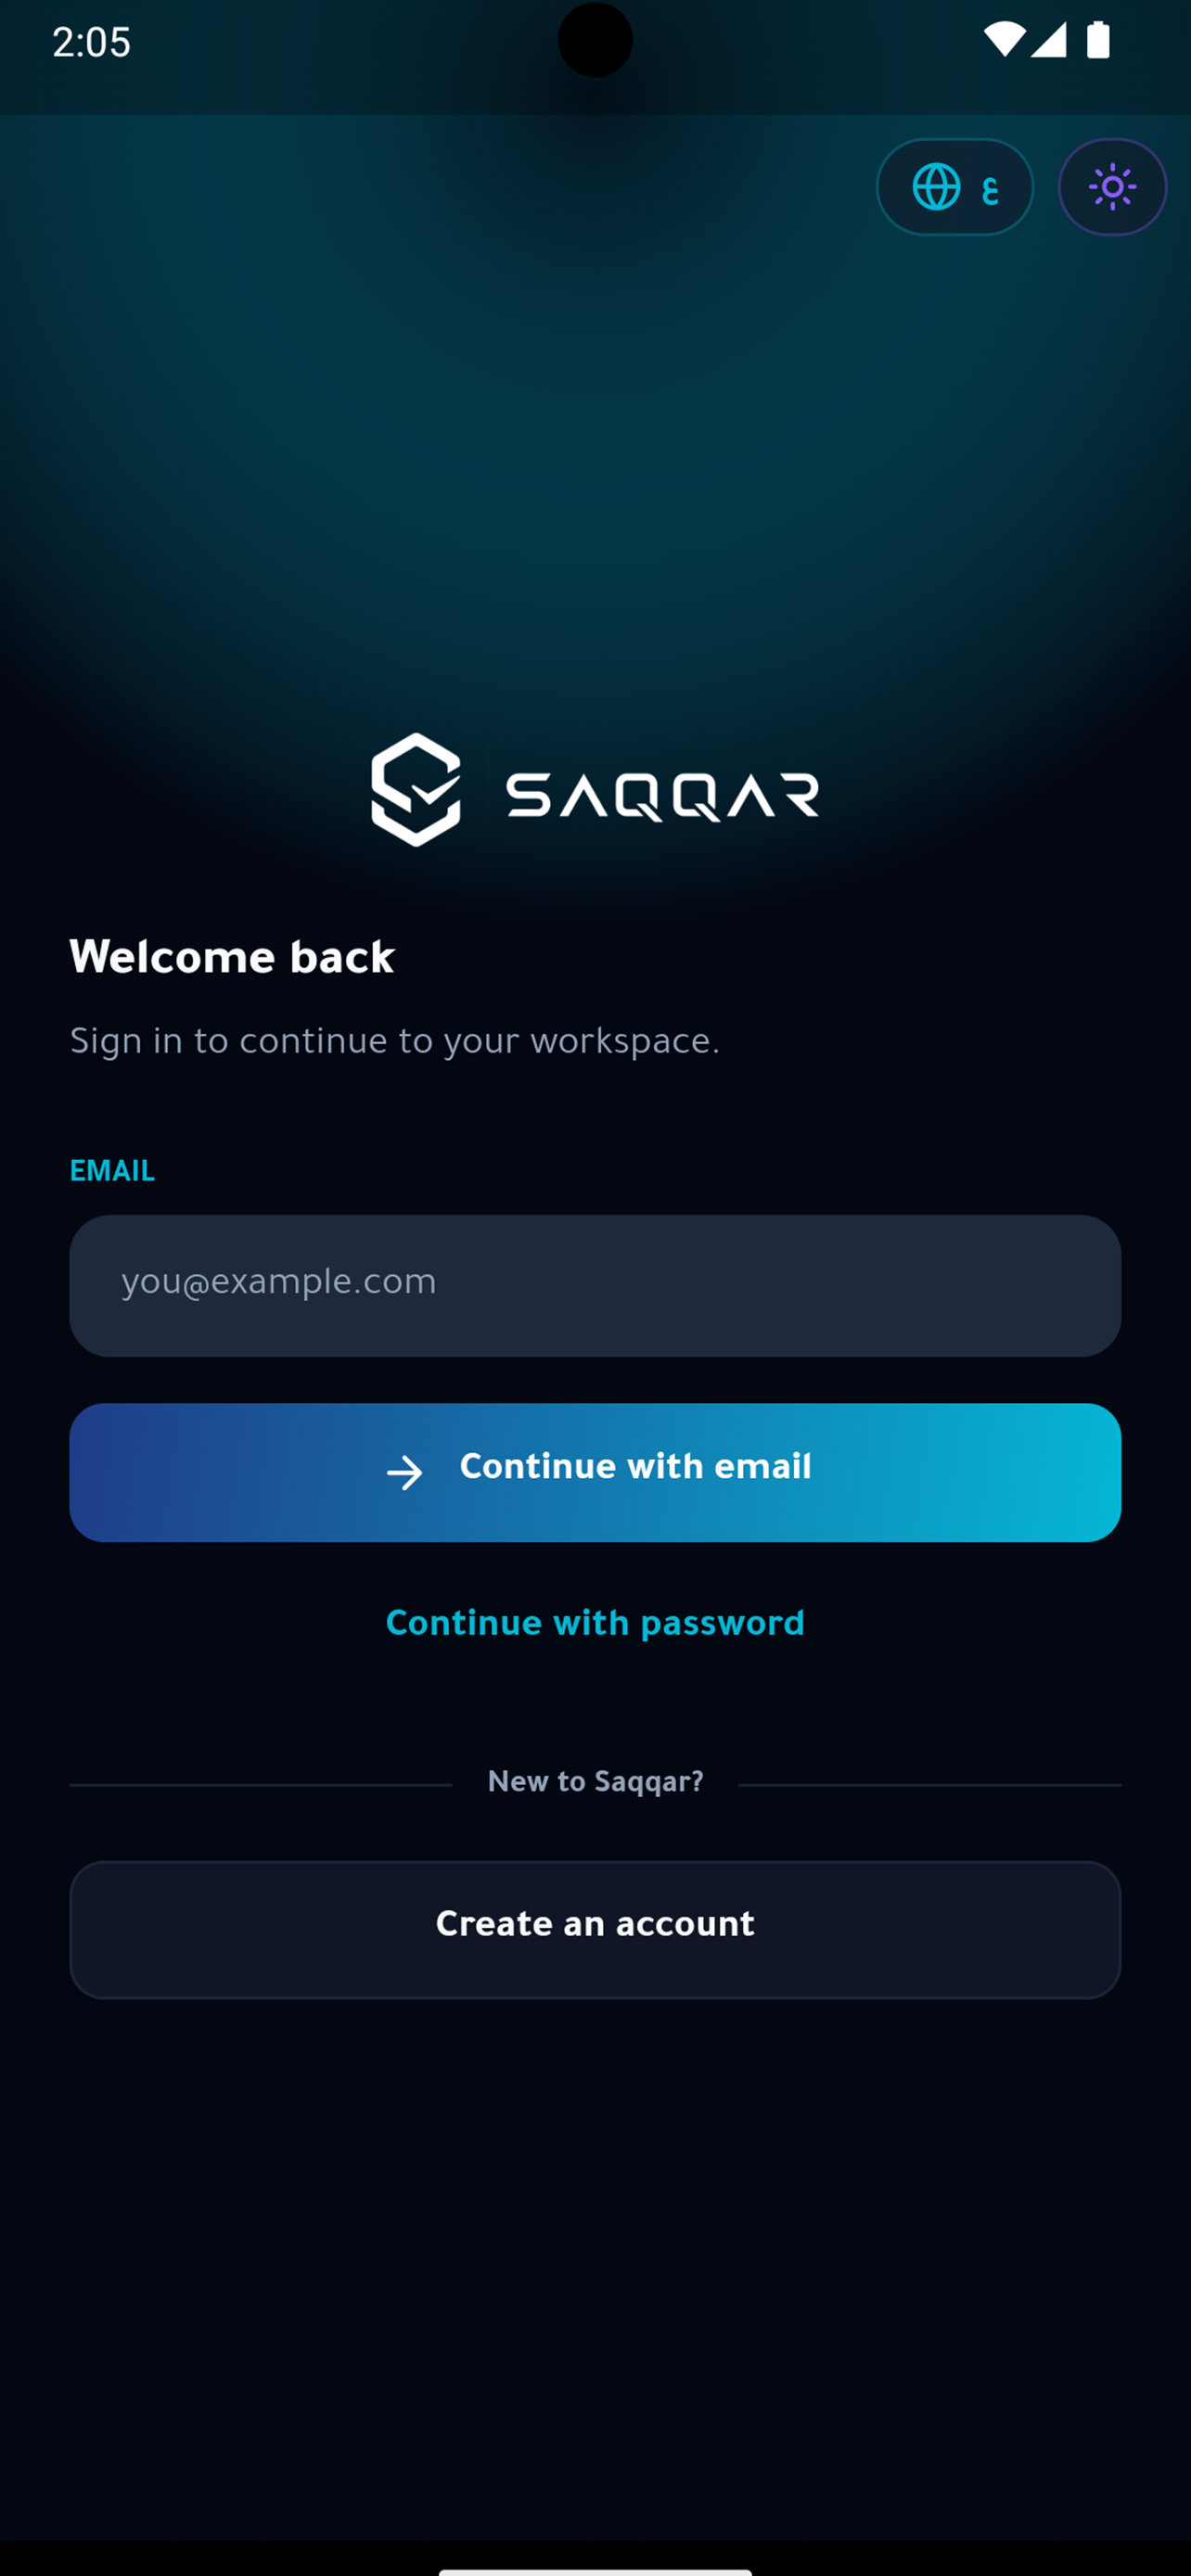 2:05
ع
SAQQAR
Welcome back
Sign in to continue to your workspace.
EMAIL
you@example.com
Continue with email
Continue with password
New to Saqqar?
Create an account